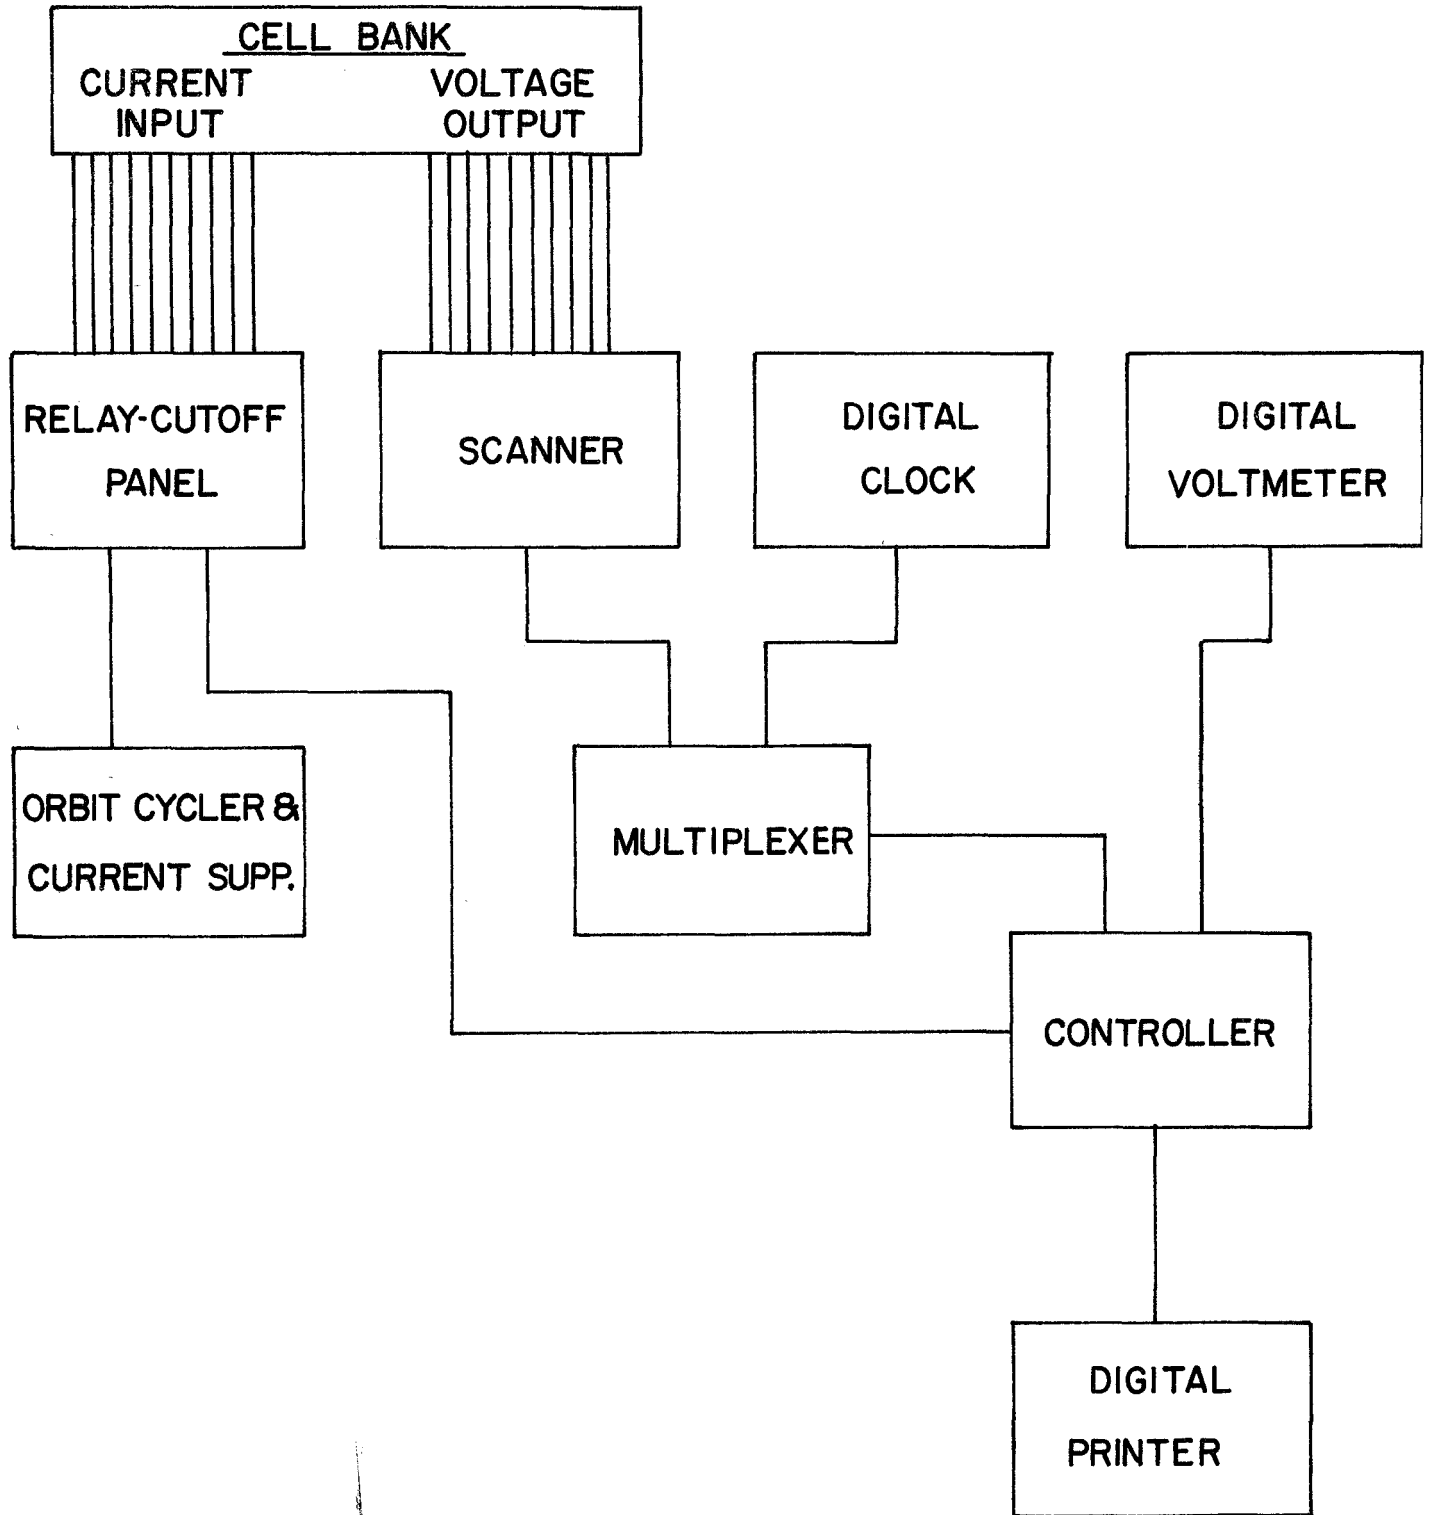 CELL BANK
CURRENT
INPUT
VOLTAGE
OUTPUT
RELAY-CUTOFF
PANEL
SCANNER
DIGITAL
CLOCK
DIGITAL
VOLTMETER
ORBIT CYCLER &
CURRENT SUPP.
MULTIPLEXER
CONTROLLER
DIGITAL
PRINTER